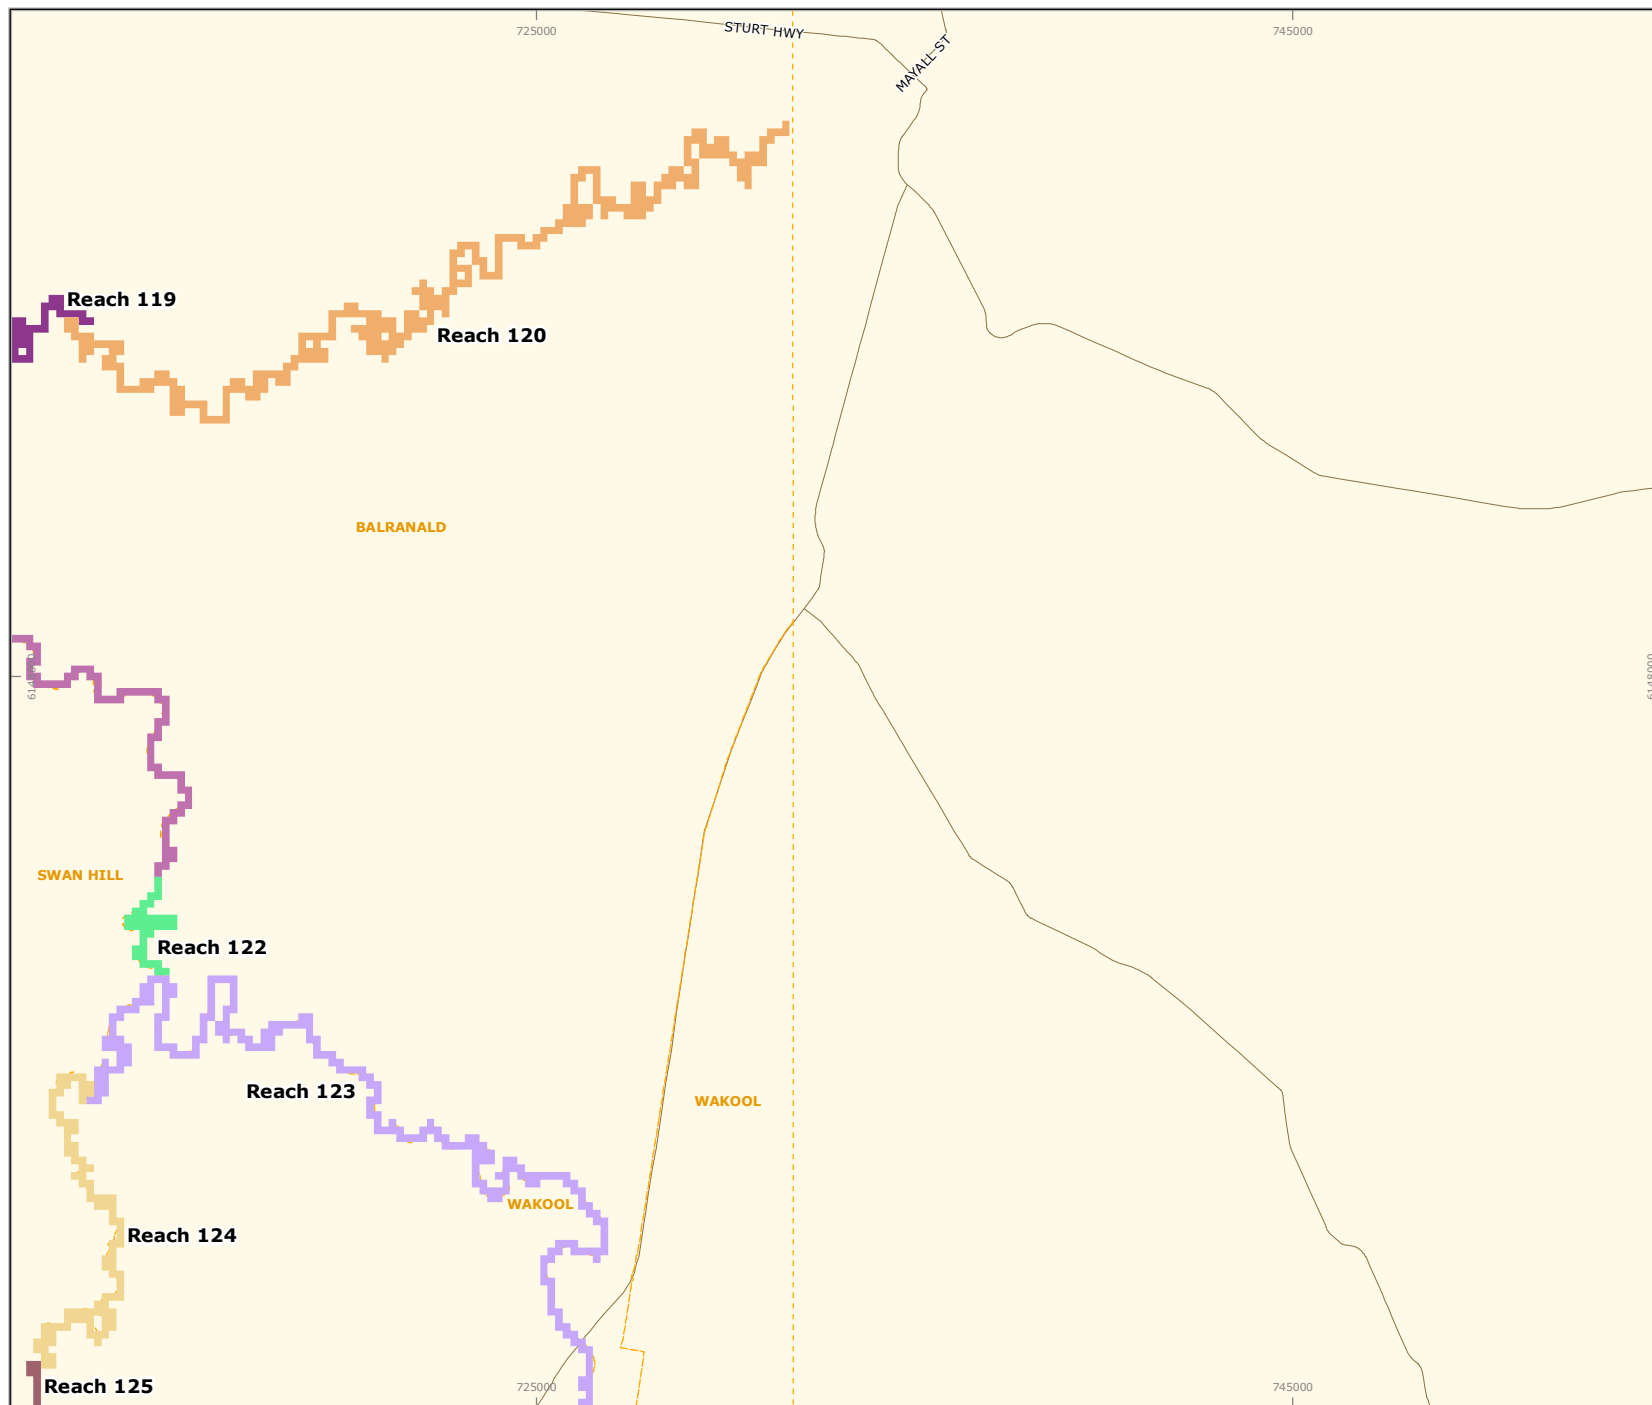 725000
STURT HWY
745000
MAYALL ST
Reach 119
Reach 120
BALRANALD
6148000
SWAN HILL
Reach 122
Reach 123
WAKOOL
WAKOOL
Reach 124
Reach 125
725000
745000